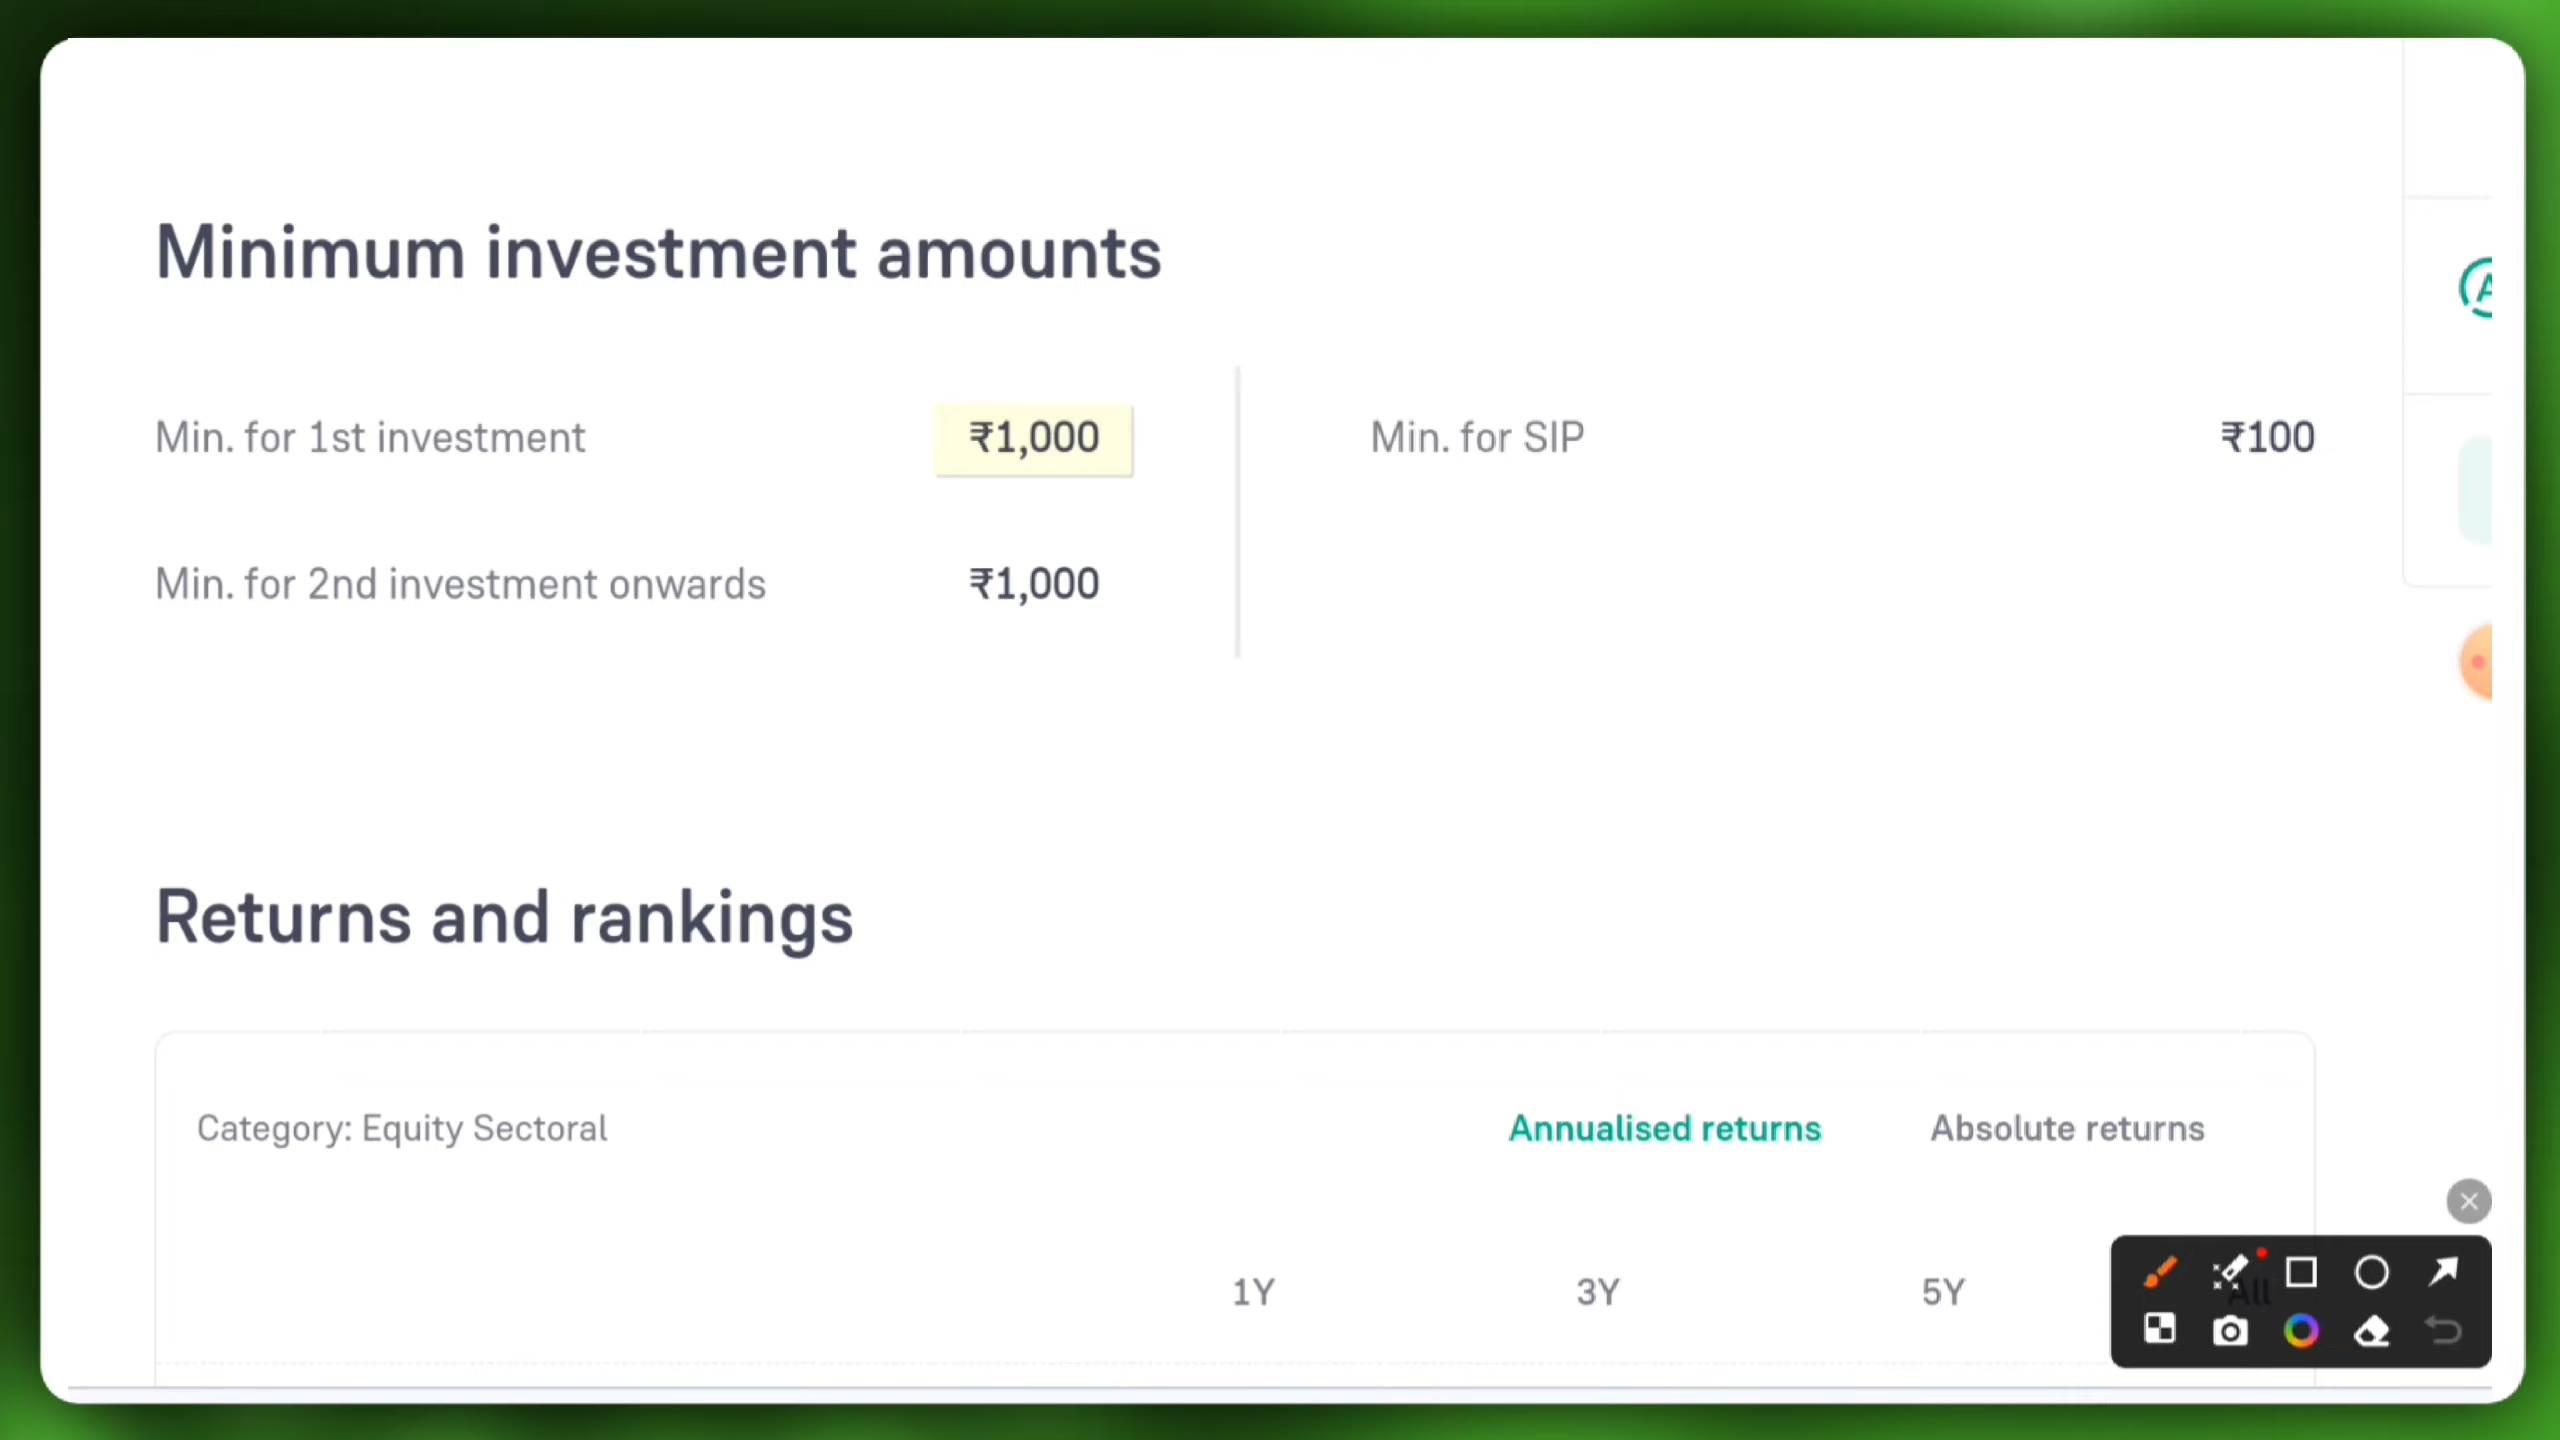 Minimum investment amounts
Min. for 1st investment ₹1,000
Min. for SIP ₹100
Min. for 2nd investment onwards ₹1,000
Returns and rankings
Category: Equity Sectoral
Annualised returns
Absolute returns
1Y 3Y 5Y All